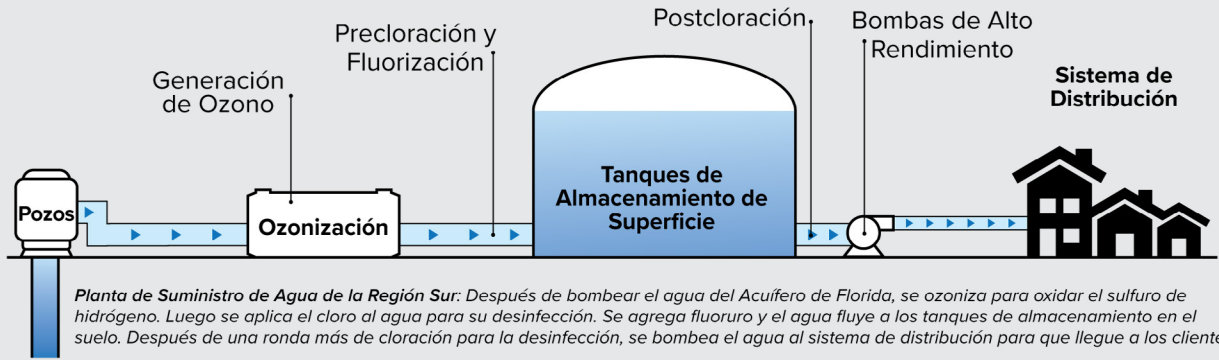 Generación
de Ozono
Precloración y
Fluorización
Postcloración
Bombas de Alto
Rendimiento
Sistema de
Distribución
Pozos
Ozonización
Tanques de
Almacenamiento de
Superficie
Planta de Suministro de Agua de la Región Sur: Después de bombear el agua del Acuífero de Florida, se ozoniza para oxidar el sulfuro de
hidrógeno. Luego se aplica el cloro al agua para su desinfección. Se agrega fluoruro y el agua fluye a los tanques de almacenamiento en el
suelo. Después de una ronda más de cloración para la desinfección, se bombea el agua al sistema de distribución para que llegue a los cliente